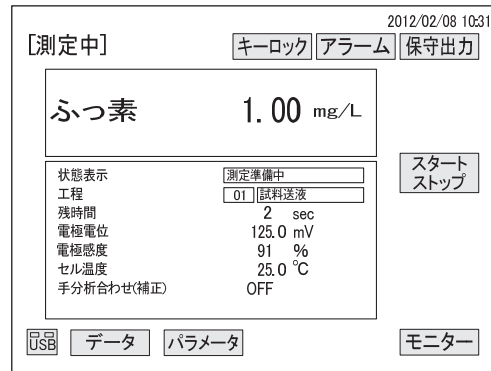 2012/02/08 10:31
[測定中] キーロック アラーム 保守出力
ふっ素 1.00 mg/L
状態表示 測定準備中
工程 01 試料送液
残時間 2 sec
電極電位 125.0 mV
電極感度 91 %
セル温度 25.0 ℃
手分析合わせ(補正) OFF
スタート
ストップ
USB データ パラメータ モニター